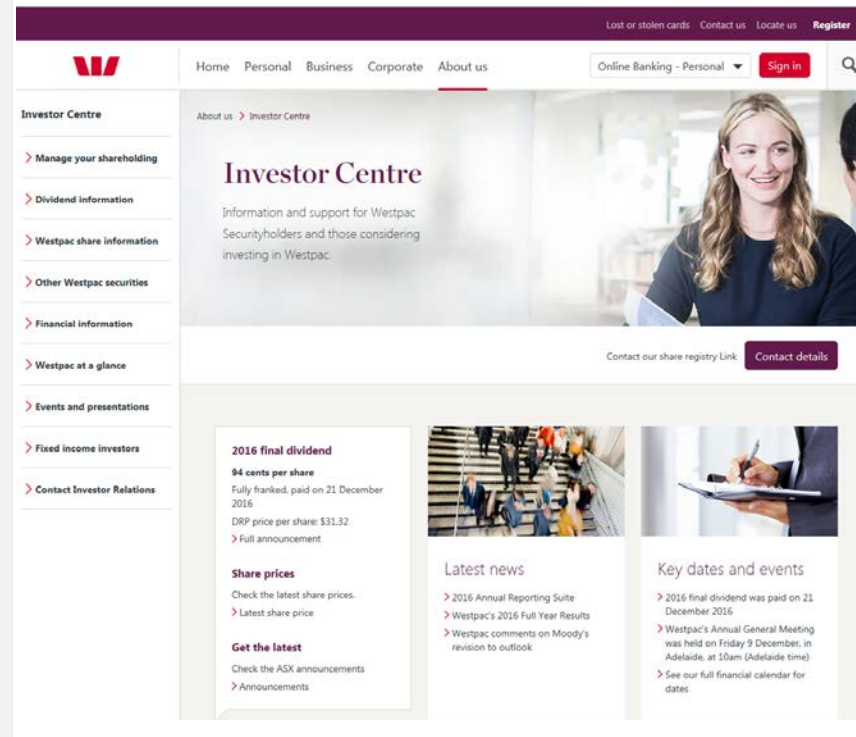 Lost or stolen cards Contact us Locate us Register
Home Personal Business Corporate About us
Online Banking - Personal Sign in
Investor Centre
Manage your shareholding
Dividend information
Westpac share information
Other Westpac securities
Financial information
Westpac at a glance
Events and presentations
Fixed income investors
Contact Investor Relations
About us > Investor Centre
Investor Centre
Information and support for Westpac
Securityholders and those considering
investing in Westpac.
Contact our share registry Link Contact details
2016 final dividend
94 cents per share
Fully franked, paid on 21 December
2016
DRP price per share: $31.32
Full announcement
Share prices
Check the latest share prices.
Latest share price
Get the latest
Check the ASX announcements
Announcements
Latest news
2016 Annual Reporting Suite
Westpac's 2016 Full Year Results
Westpac comments on Moody's
revision to outlook
Key dates and events
2016 final dividend was paid on 21
December 2016
Westpac's Annual General Meeting
was held on Friday 9 December, in
Adelaide, at 10am (Adelaide time)
See our full financial calendar for
dates